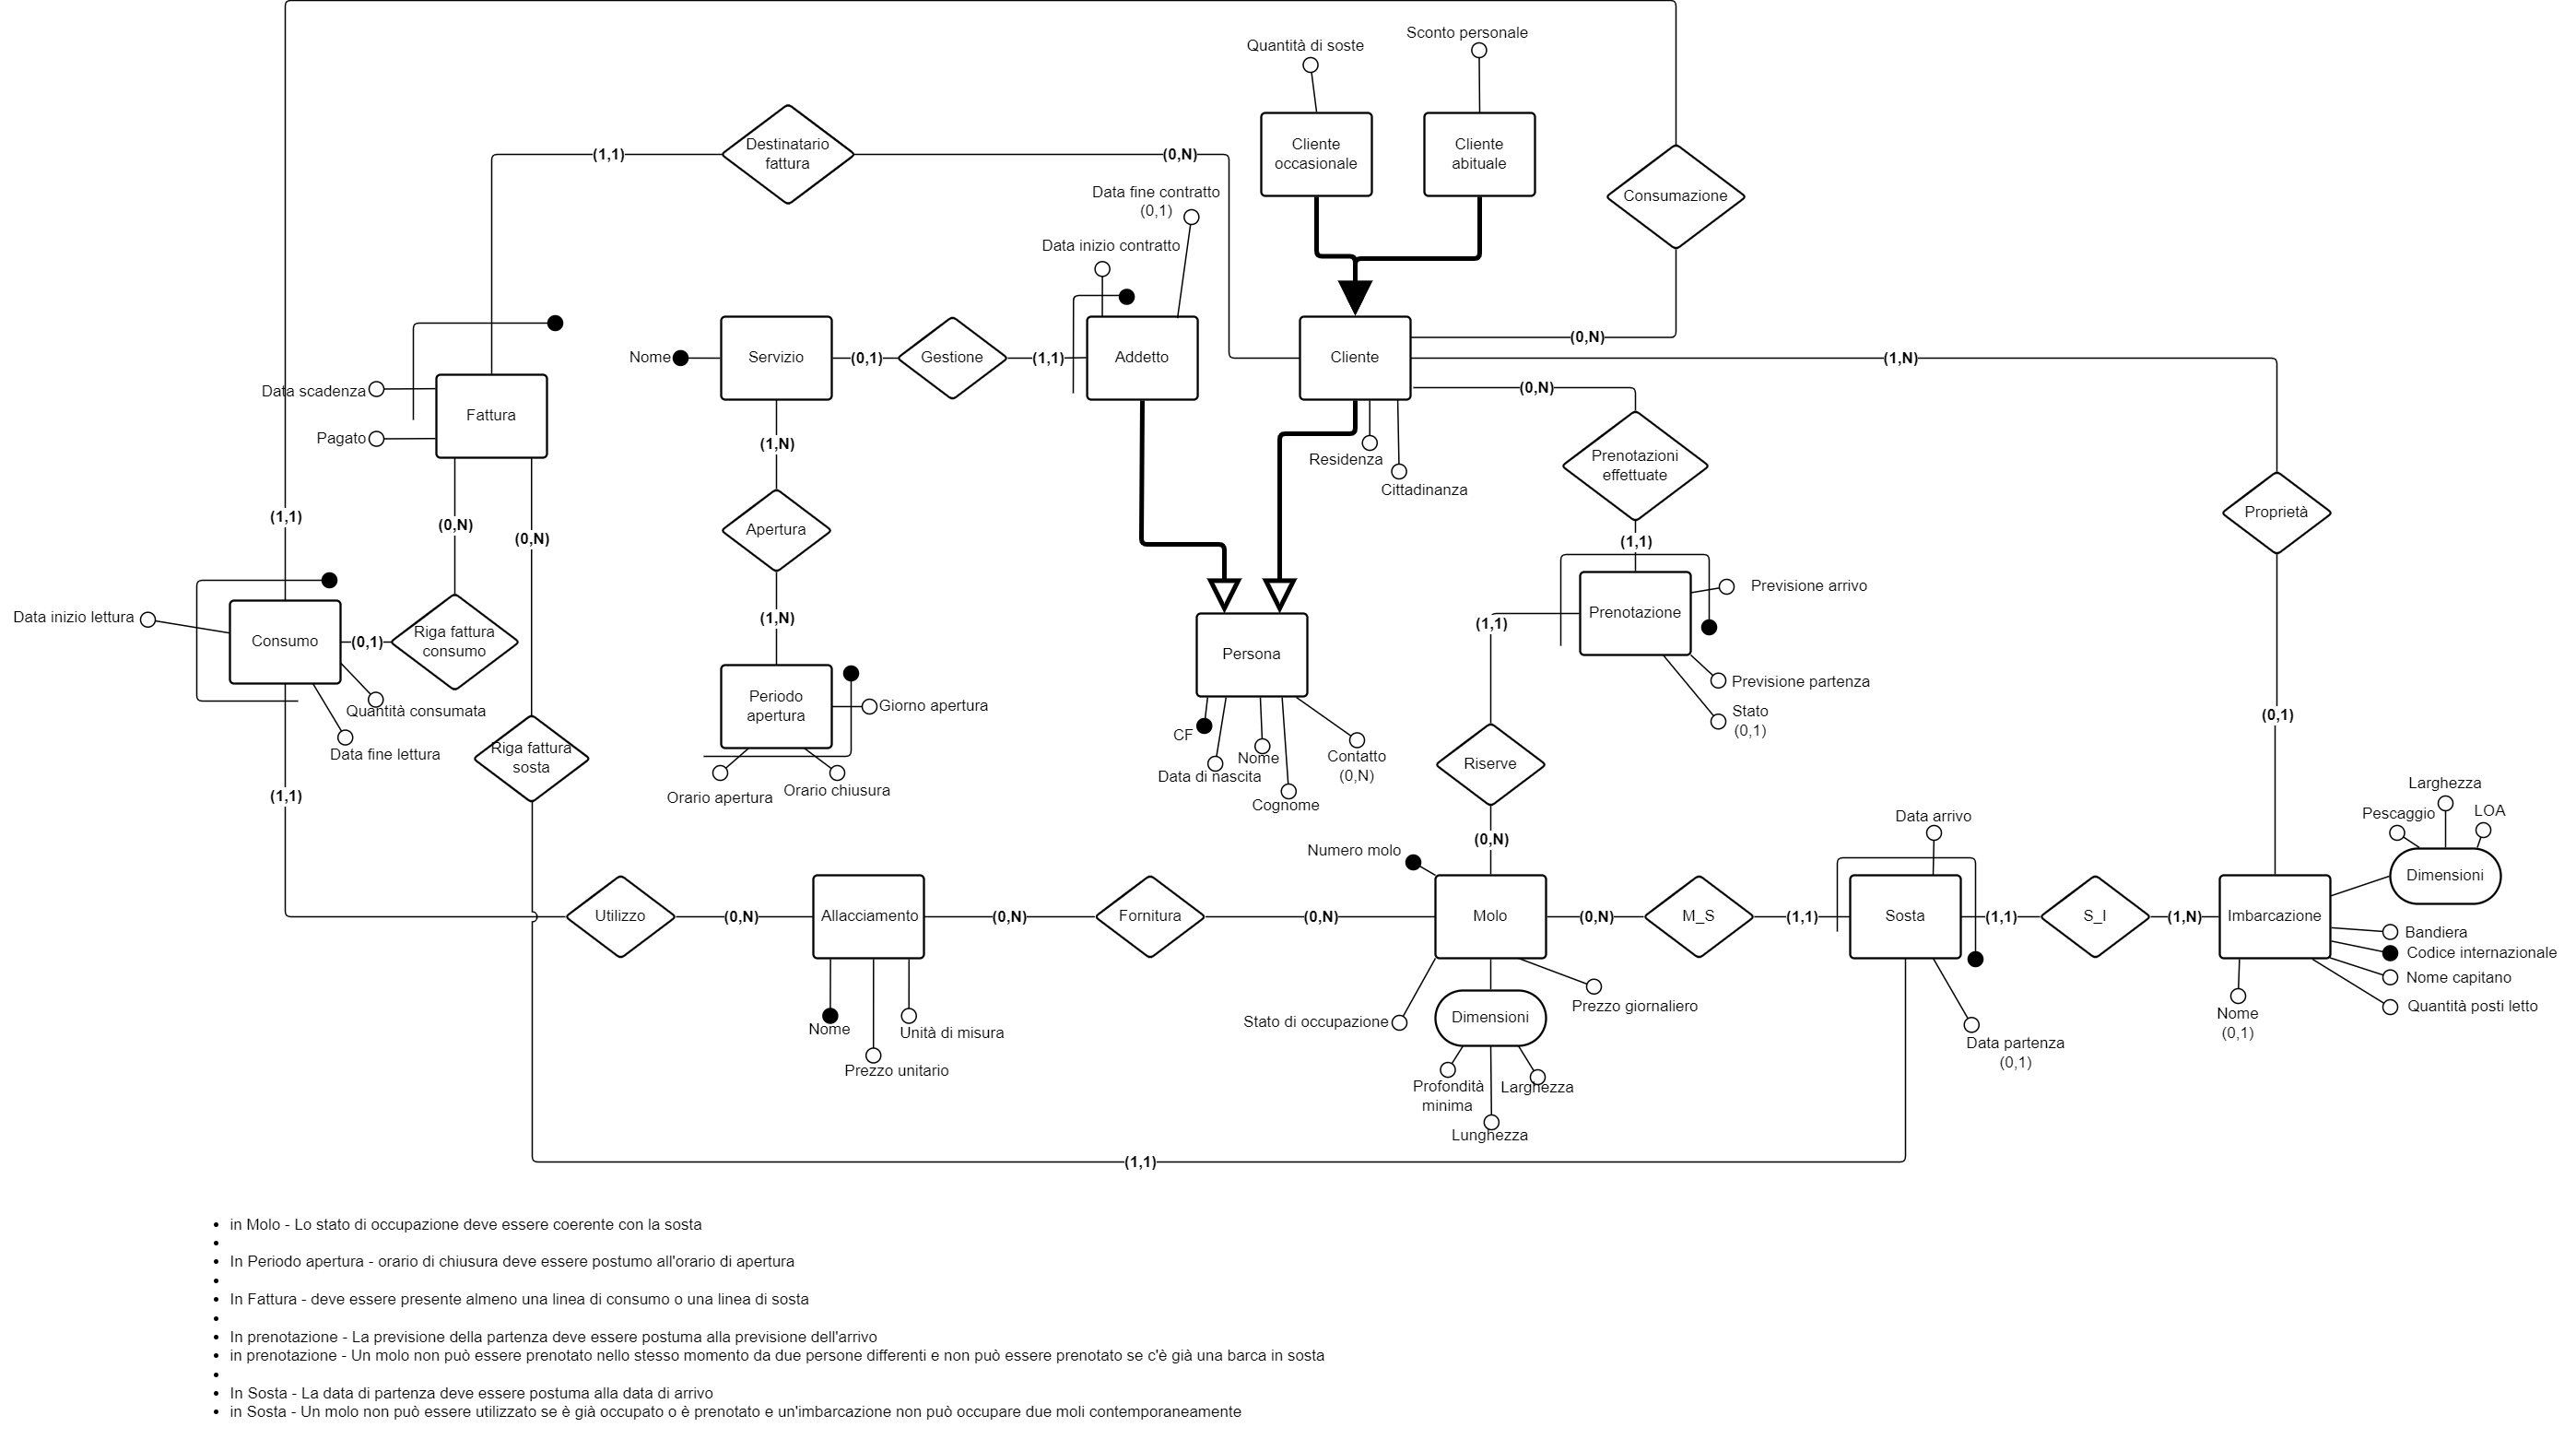 Quantità di soste
Sconto personale
Destinatario
fattura
Cliente
occasionale
Cliente
abituale
Consumazione
(1,1)
(0,N)
Data fine contratto
(0,1)
Data inizio contratto
Nome
Servizio
(0,1)
Gestione
(1,1)
Addetto
Cliente
(0,N)
(1,N)
(0,N)
Data scadenza
Fattura
Pagato
(1,N)
Residenza
Cittadinanza
Prenotazioni
effettuate
(1,1)
(0,N)
(0,N)
Apertura
(1,1)
Proprietà
Data inizio lettura
Consumo
(0,1)
Riga fattura
consumo
(1,N)
Persona
(1,1)
Prenotazione
Previsione arrivo
Quantità consumata
Data fine lettura
Periodo
apertura
Giorno apertura
Orario apertura
Orario chiusura
CF
Data di nascita
Nome
Cognome
Contatto
(0,N)
Previsione partenza
Stato
(0,1)
(0,1)
Riga fattura
sosta
Riserve
(1,1)
(0,N)
Numero molo
Data arrivo
Larghezza
Pescaggio
LOA
Dimensioni
Utilizzo
(0,N)
Allacciamento
(0,N)
Fornitura
(0,N)
Molo
(0,N)
M_S
(1,1)
Sosta
(1,1)
S_I
(1,N)
Imbarcazione
Bandiera
Codice internazionale
Nome capitano
Quantità posti letto
Nome
(0,1)
Nome
Unità di misura
Prezzo unitario
Stato di occupazione
Dimensioni
Prezzo giornaliero
Profondità
minima
Larghezza
Lunghezza
Data partenza
(0,1)
(1,1)
• in Molo - Lo stato di occupazione deve essere coerente con la sosta
•
• In Periodo apertura - orario di chiusura deve essere postumo all'orario di apertura
•
• In Fattura - deve essere presente almeno una linea di consumo o una linea di sosta
•
• In prenotazione - La previsione della partenza deve essere postuma alla previsione dell'arrivo
• in prenotazione - Un molo non può essere prenotato nello stesso momento da due persone differenti e non può essere prenotato se c'è già una barca in sosta
•
• In Sosta - La data di partenza deve essere postuma alla data di arrivo
• in Sosta - Un molo non può essere utilizzato se è già occupato o è prenotato e un'imbarcazione non può occupare due moli contemporaneamente